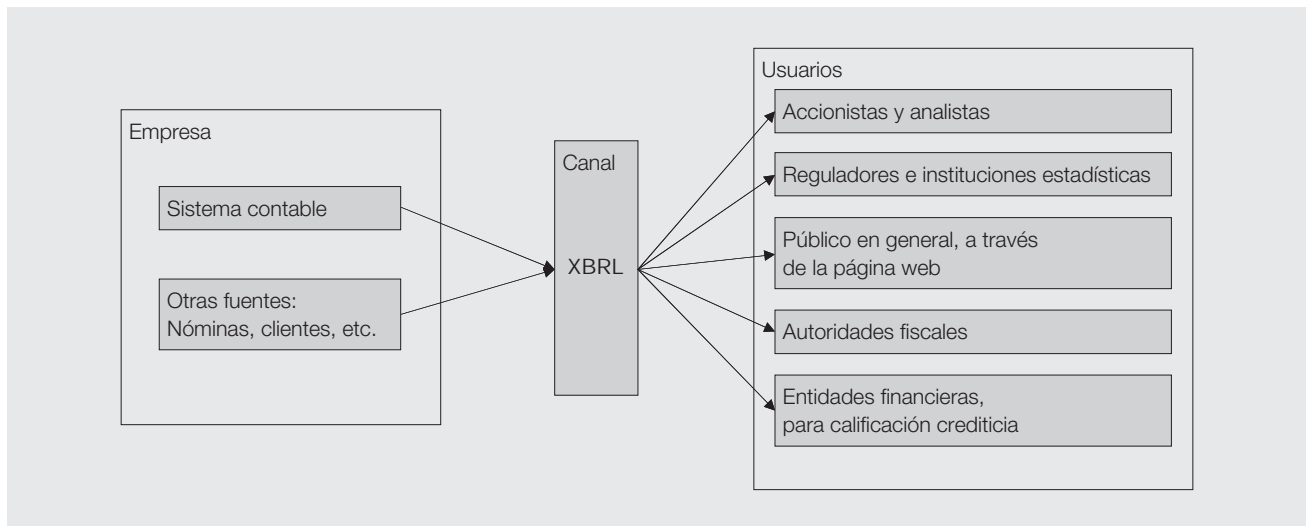 Empresa
Sistema contable
Otras fuentes:
Nóminas, clientes, etc.
Canal
XBRL
Usuarios
Accionistas y analistas
Reguladores e instituciones estadísticas
Público en general, a través
de la página web
Autoridades fiscales
Entidades financieras,
para calificación crediticia